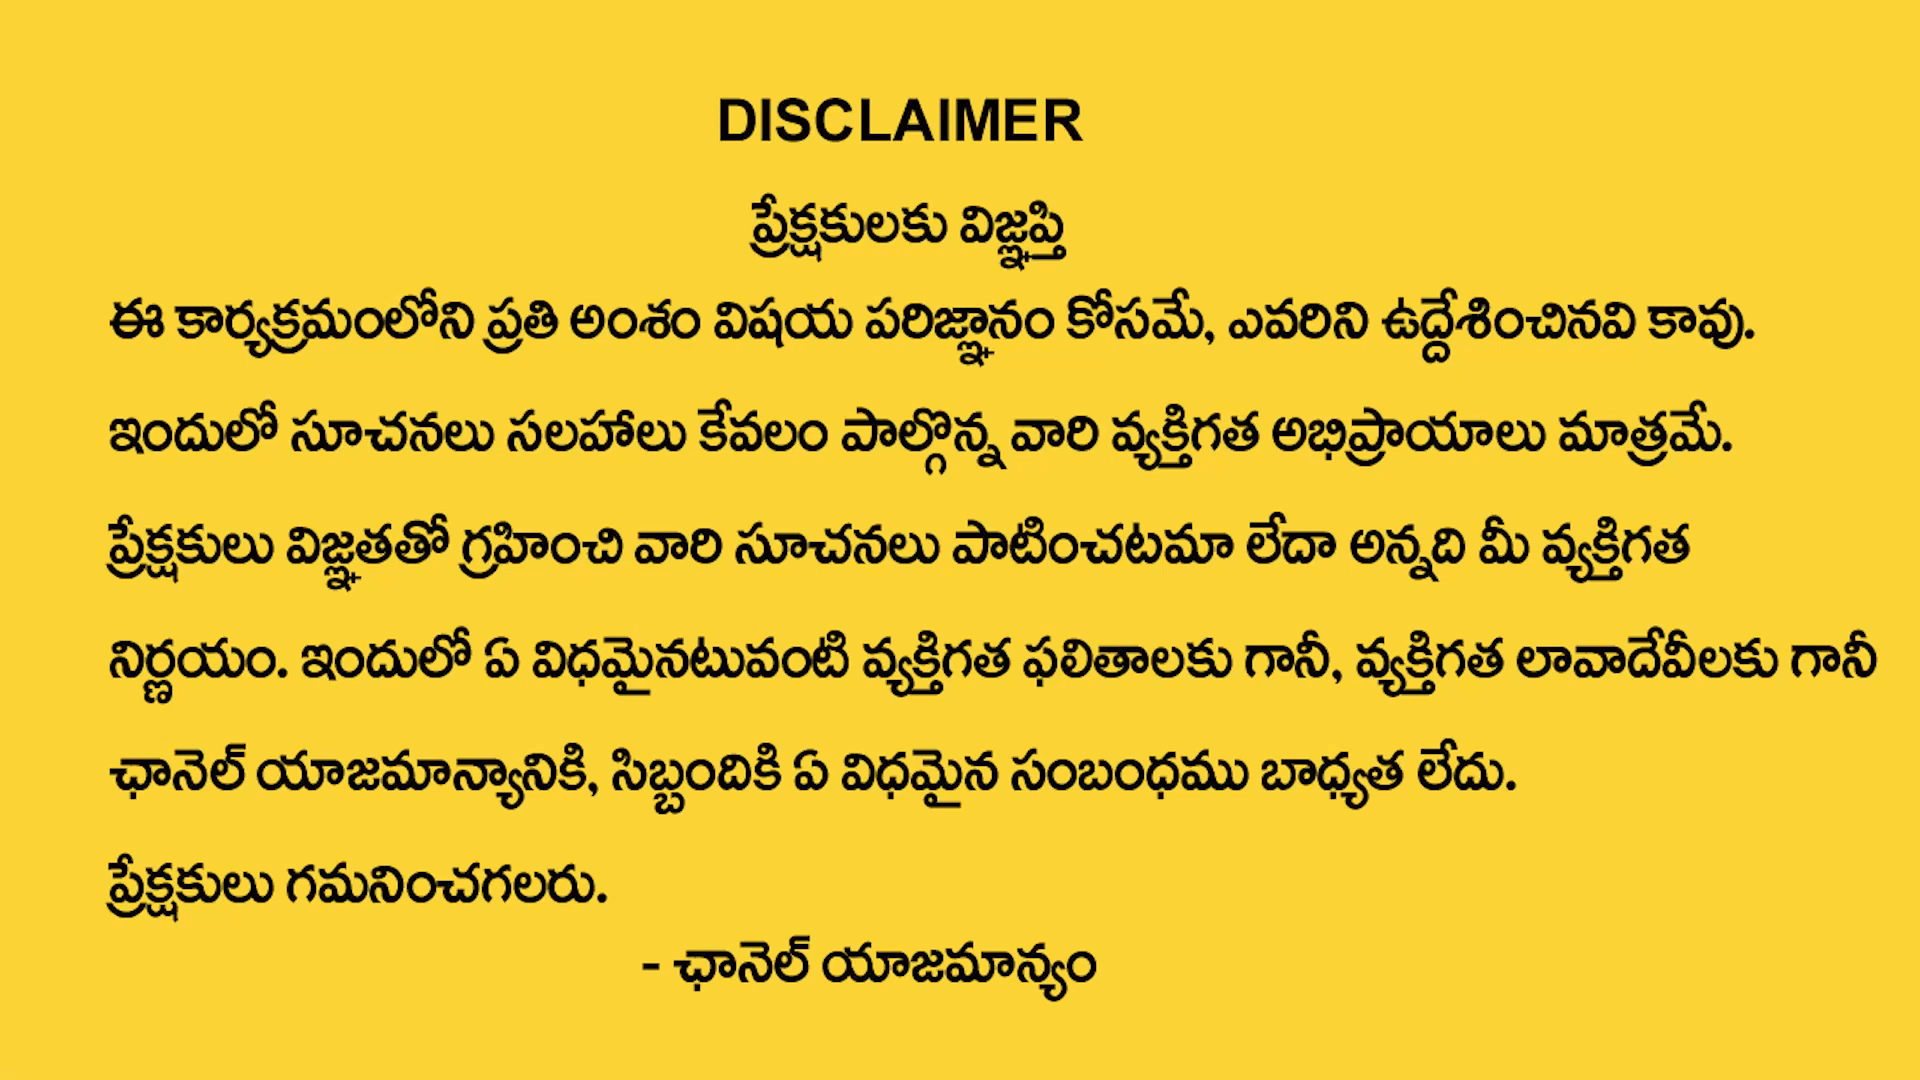 DISCLAIMER
ప్రేక్షకులకు విజ్ఞప్తి
ఈ కార్యక్రమంలోని ప్రతి అంశం విషయ పరిజ్ఞానం కోసమే, ఎవరిని ఉద్దేశించినవి కావు.
ఇందులో సూచనలు సలహాలు కేవలం పాల్గొన్న వారి వ్యక్తిగత అభిప్రాయాలు మాత్రమే.
ప్రేక్షకులు విజ్ఞతతో గ్రహించి వారి సూచనలు పాటించటమా లేదా అన్నది మీ వ్యక్తిగత
నిర్ణయం. ఇందులో ఏ విధమైనటువంటి వ్యక్తిగత ఫలితాలకు గానీ, వ్యక్తిగత లావాదేవీలకు గానీ
ఛానెల్ యాజమాన్యానికి, సిబ్బందికి ఏ విధమైన సంబంధము బాధ్యత లేదు.
ప్రేక్షకులు గమనించగలరు.
- ఛానెల్ యాజమాన్యం